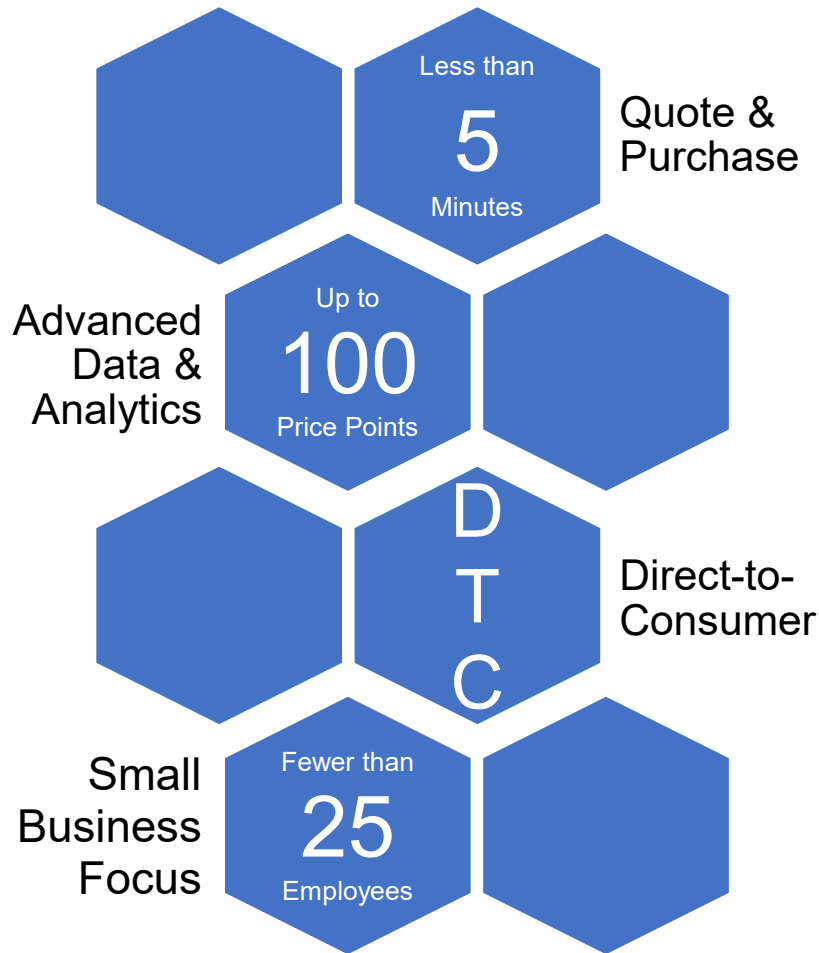 Less than
5
Minutes
Quote &
Purchase
Advanced
Data &
Analytics
Up to
100
Price Points
D
T
C
Direct-to-
Consumer
Small
Business
Focus
Fewer than
25
Employees